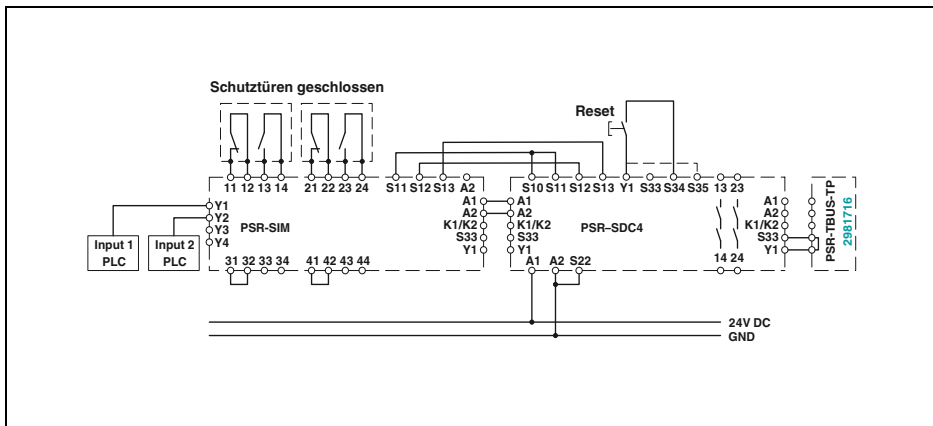 Schutztüren geschlossen
Reset
11 12 13 14 21 22 23 24 S11 S12 S13 A2 S10 S11 S12 S13 Y1 S33 S34 S35 13 23
A1 A1 A1
Y1 A2 A2 A2
Y2 PSR-SIM K1/K2 K1/K2 PSR–SDC4 K1/K2
Y3 S33 S33 S33
Y4 Y1 Y1 Y1
PSR-TBUS-TP
2981716
Input 1
PLC
Input 2
PLC
31 32 33 34 41 42 43 44 A1 A2 S22 14 24
24V DC
GND